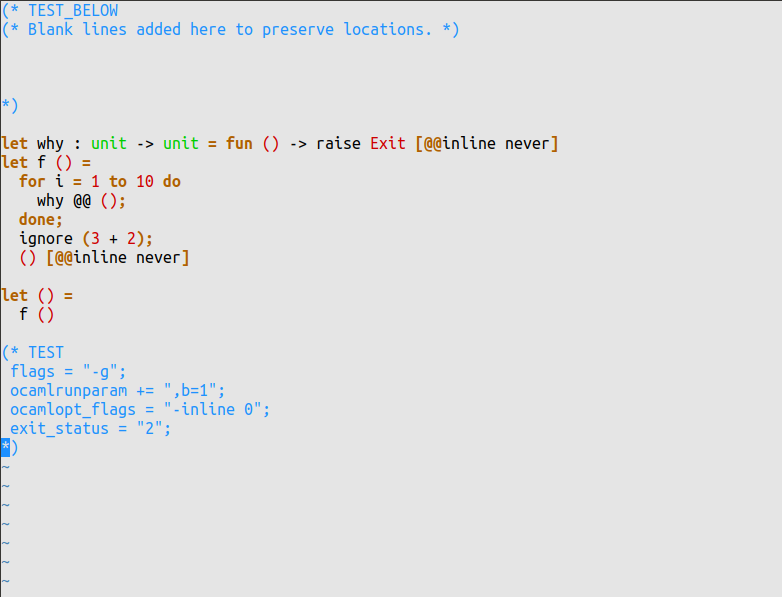 (* TEST_BELOW
(* Blank lines added here to preserve locations. *)
*)
let why : unit -> unit = fun () -> raise Exit [@@inline never]
let f () =
  for i = 1 to 10 do
    why @@ ();
  done;
  ignore (3 + 2);
  () [@@inline never]
let () =
  f ()
(* TEST
 flags = "-g";
 ocamlrunparam += ",b=1";
 ocamlopt_flags = "-inline 0";
 exit_status = "2";
*)
~
~
~
~
~
~
~